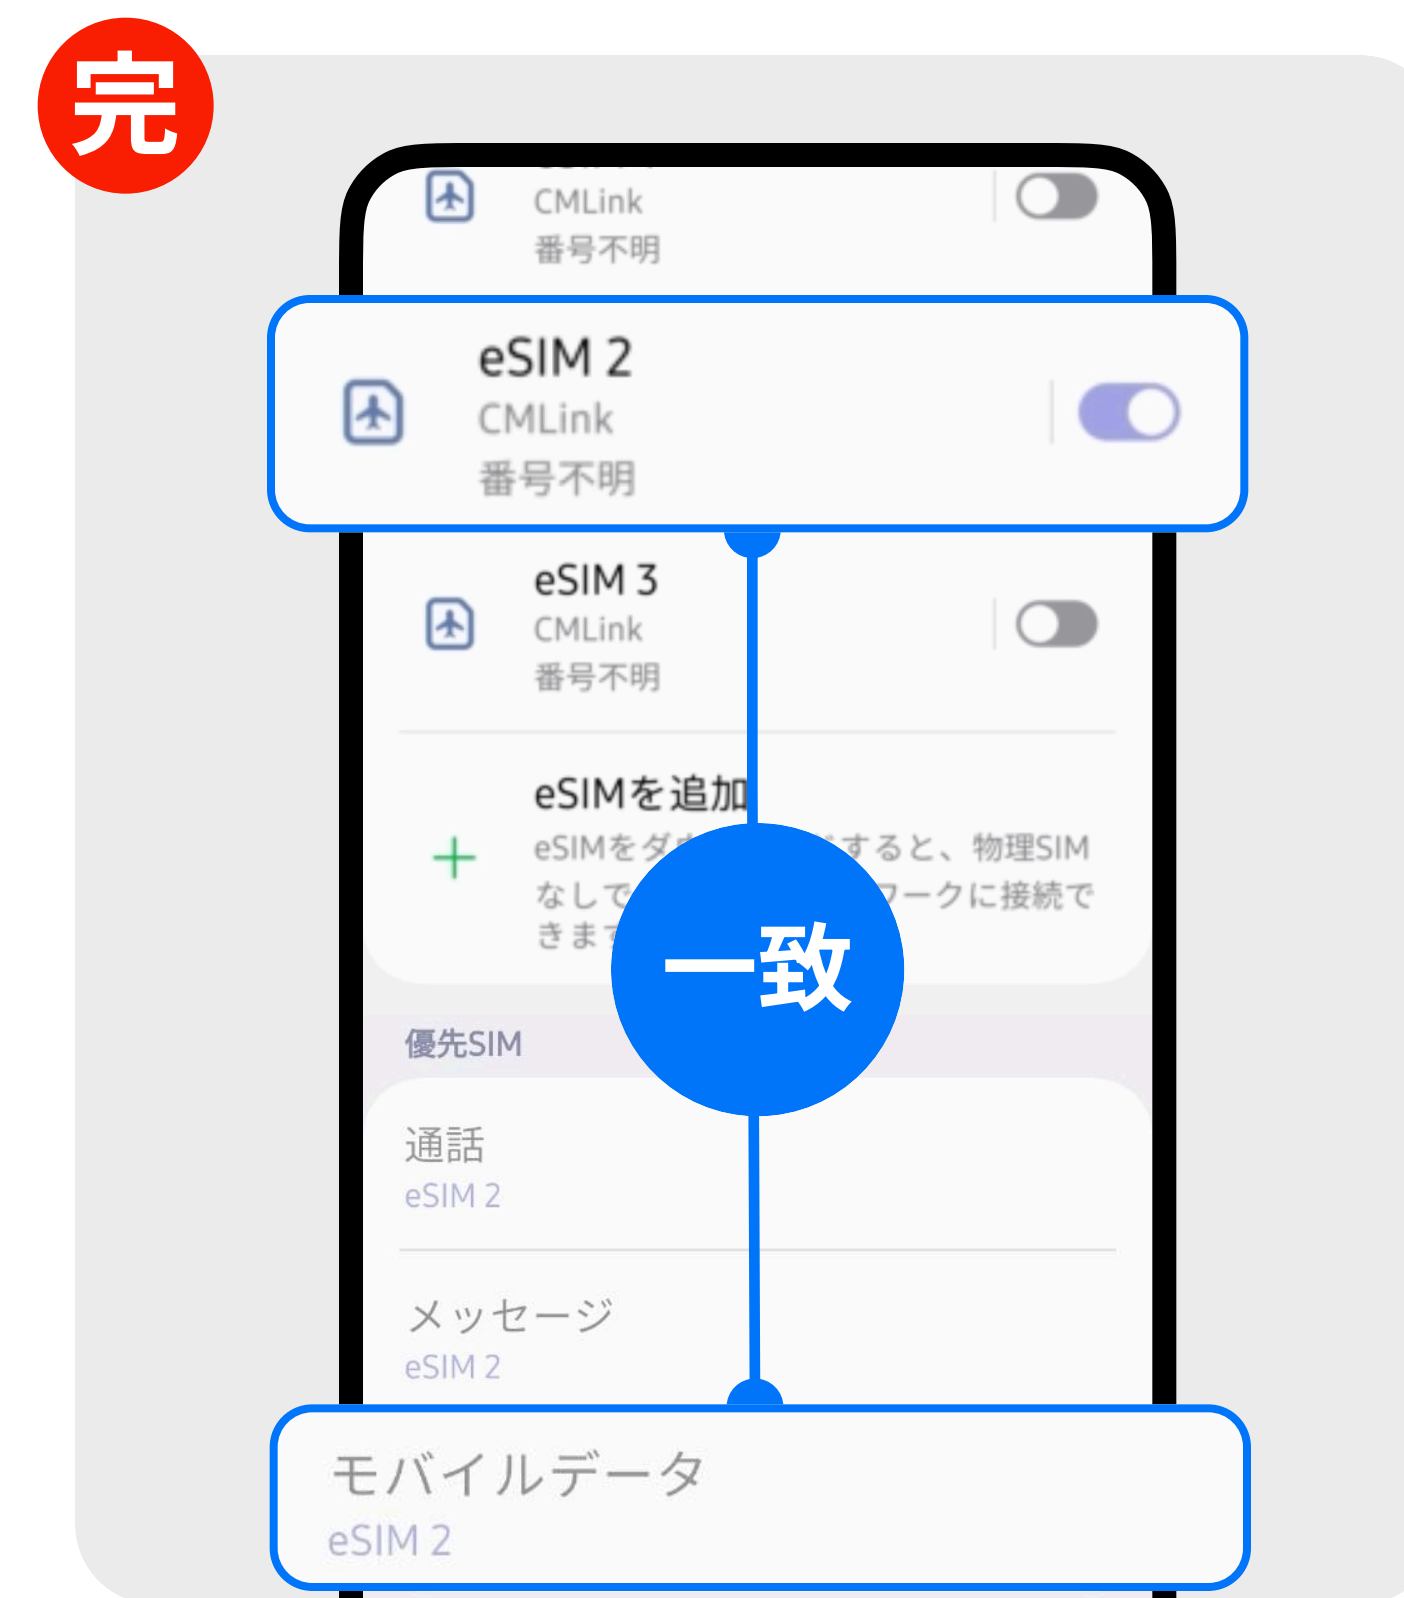 完
CMLink
番号不明
eSIM 2
CMLink
番号不明
eSIM 3
CMLink
番号不明
eSIMを追加
eSIMをダ すると、物理SIM
なしで ワークに接続で
きます
一致
優先SIM
通話
eSIM 2
メッセージ
eSIM 2
モバイルデータ
eSIM 2